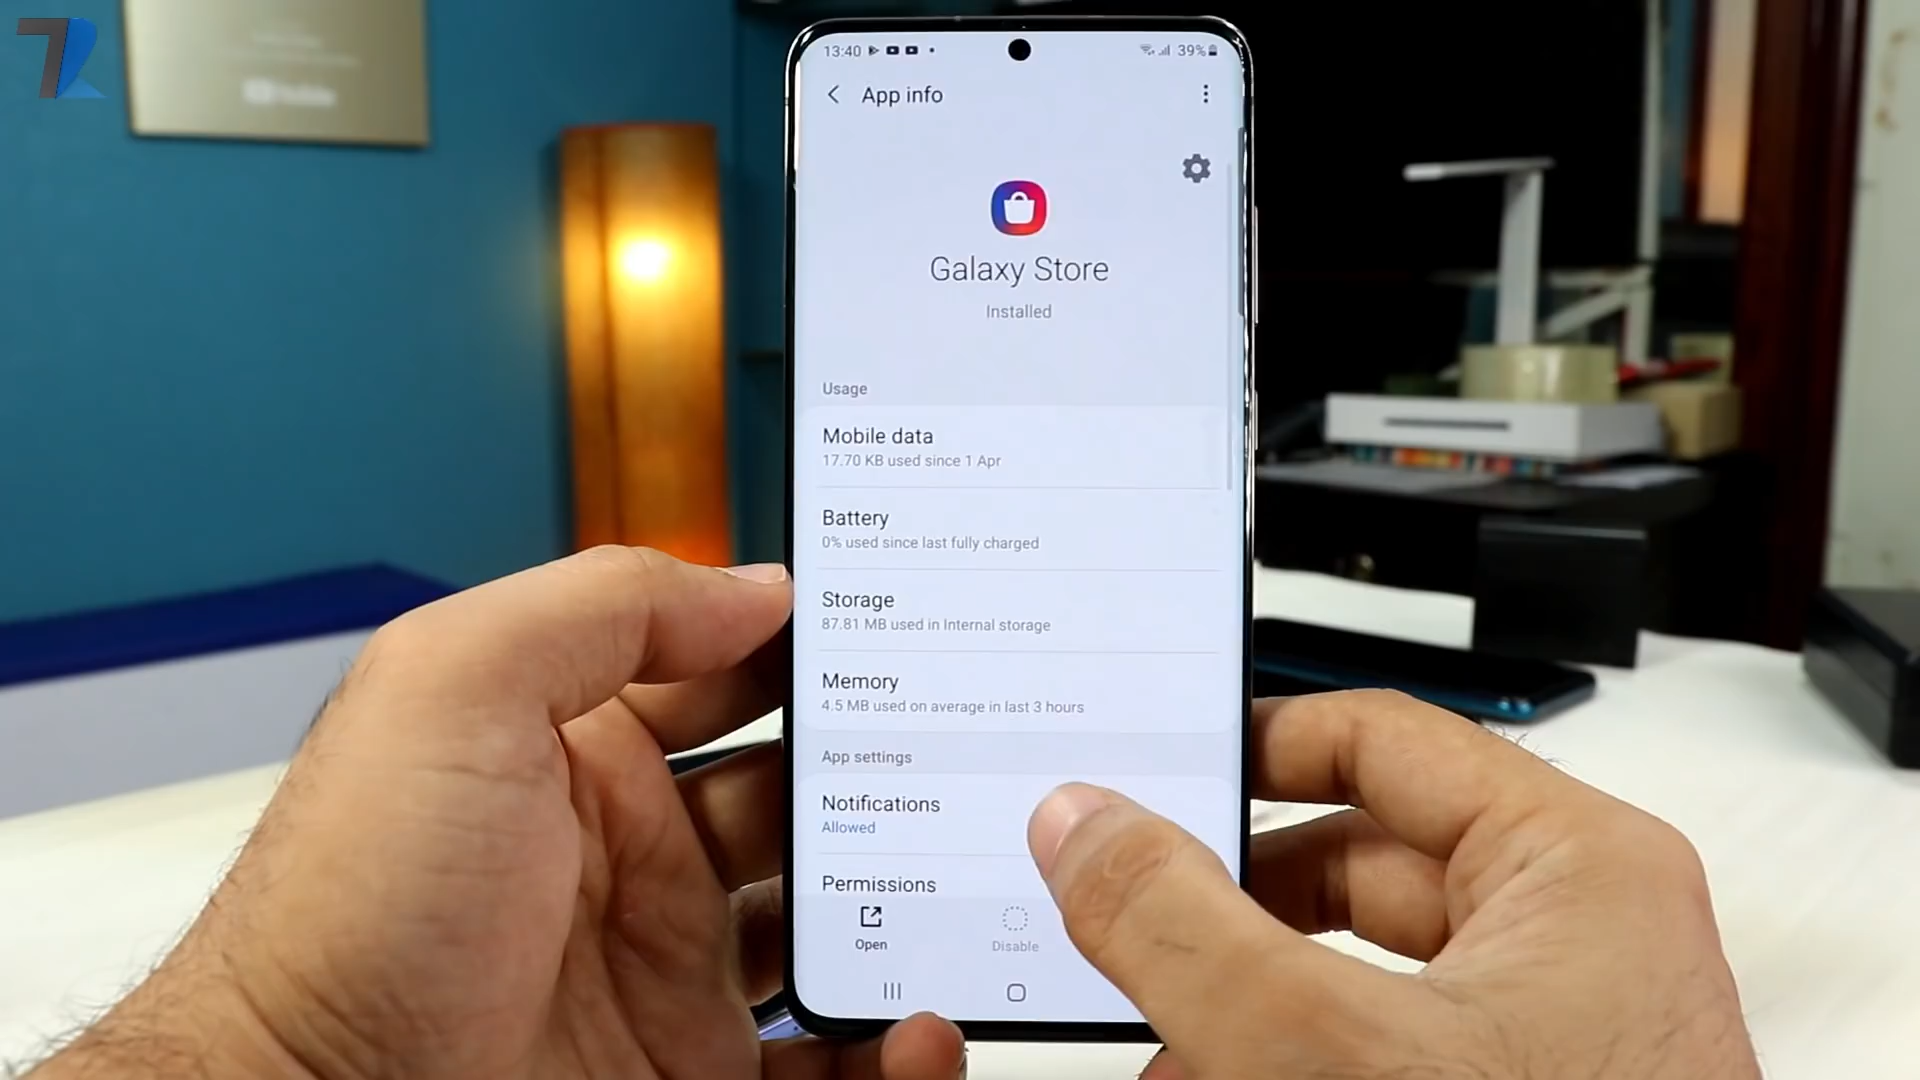 13:40
39%
App info
Galaxy Store
Installed
Usage
Mobile data
17.70 KB used since 1 Apr
Battery
0% used since last fully charged
Storage
87.81 MB used in Internal storage
Memory
4.5 MB used on average in last 3 hours
App settings
Notifications
Allowed
Permissions
Open
Disable
YouTube